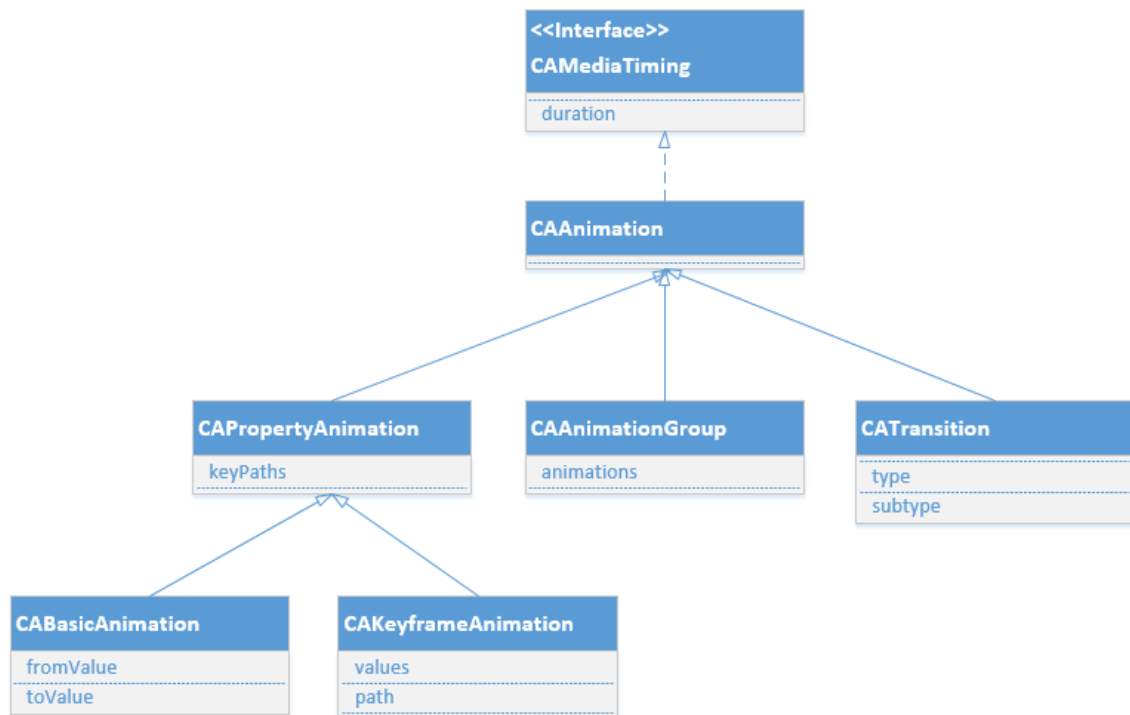 <<Interface>>
CAMediaTiming
duration
CAAnimation
CAPropertyAnimation
keyPaths
CAAnimationGroup
animations
CATransition
type
subtype
CABasicAnimation
fromValue
toValue
CAKeyframeAnimation
values
path